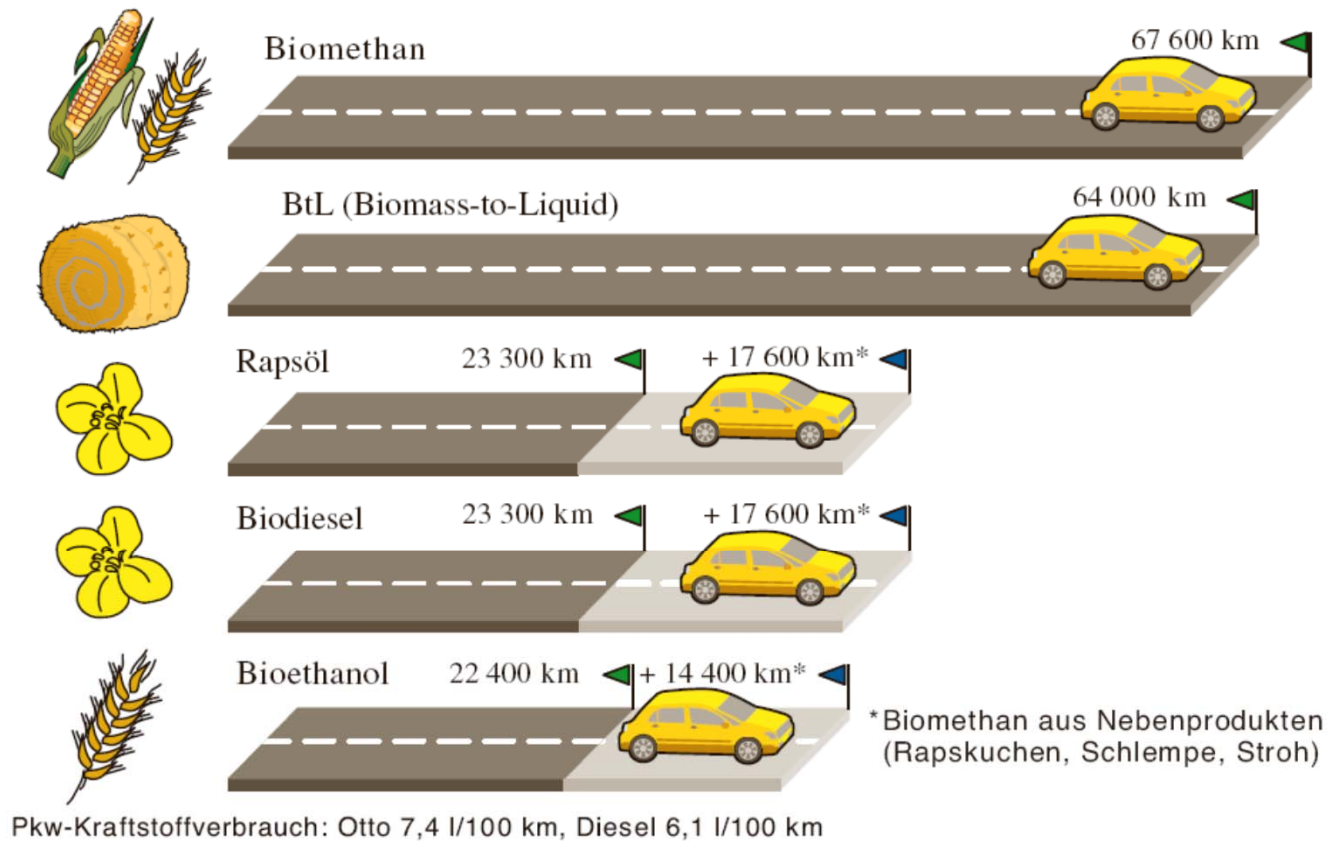 Biomethan
67 600 km
BtL (Biomass-to-Liquid)
64 000 km
Rapsöl
23 300 km
+ 17 600 km*
Biodiesel
23 300 km
+ 17 600 km*
Bioethanol
22 400 km
+ 14 400 km*
*Biomethan aus Nebenprodukten
(Rapskuchen, Schlempe, Stroh)
Pkw-Kraftstoffverbrauch: Otto 7,4 l/100 km, Diesel 6,1 l/100 km